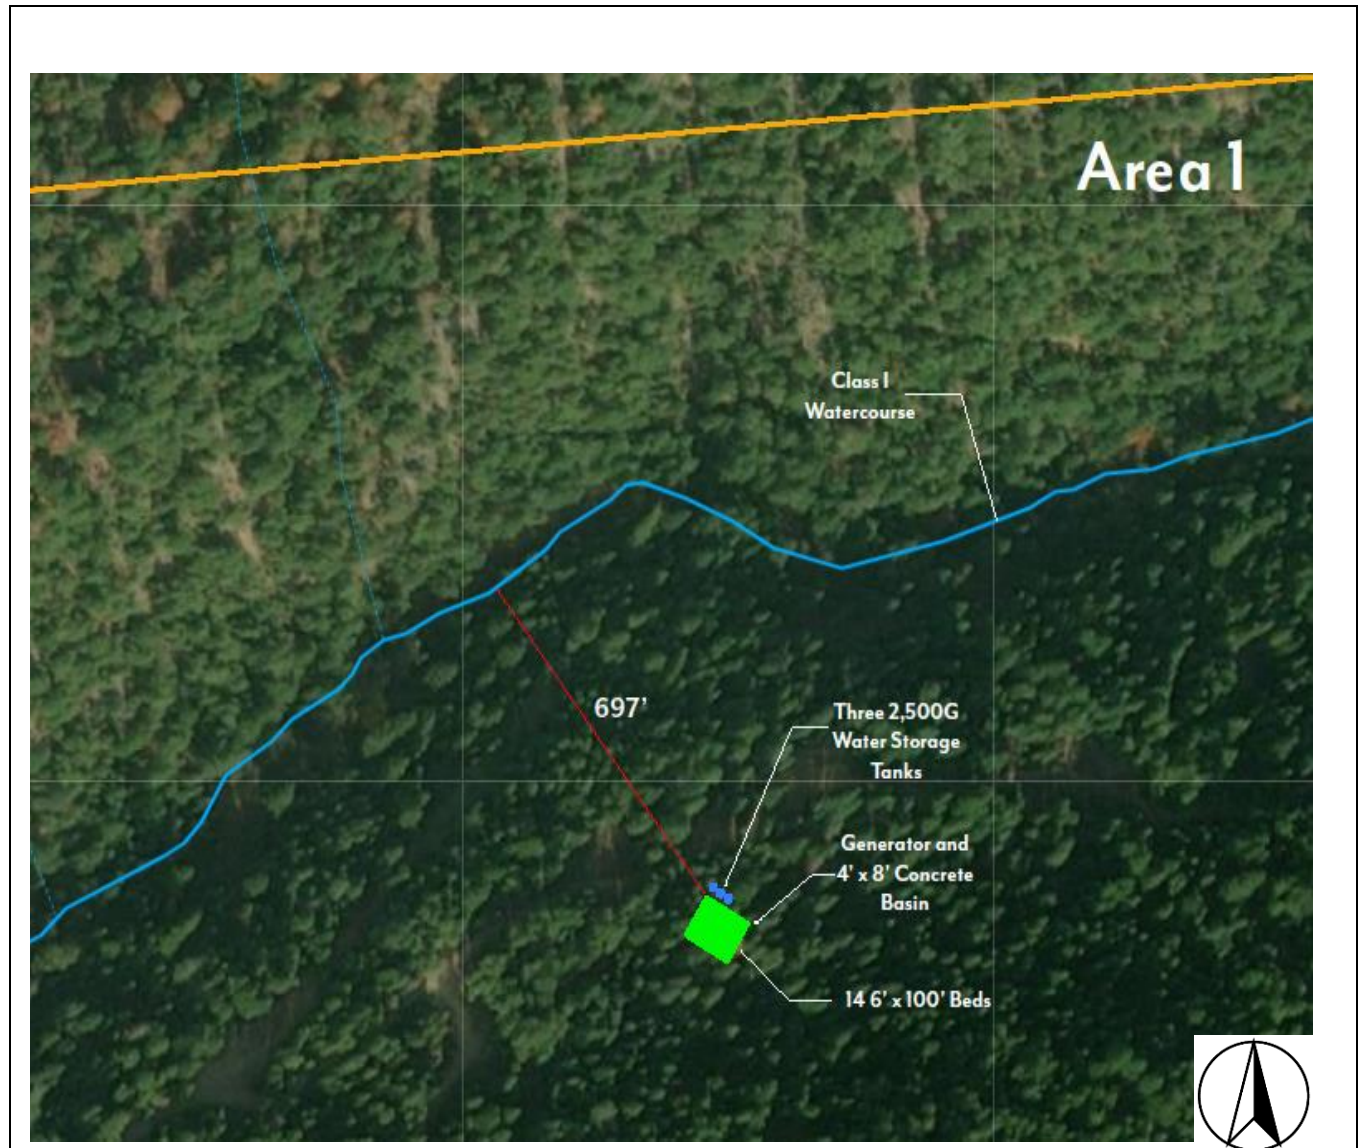 Area 1
Class I
Watercourse
697'
Three 2,500G
Water Storage
Tanks
Generator and
4' x 8' Concrete
Basin
14 6' x 100' Beds